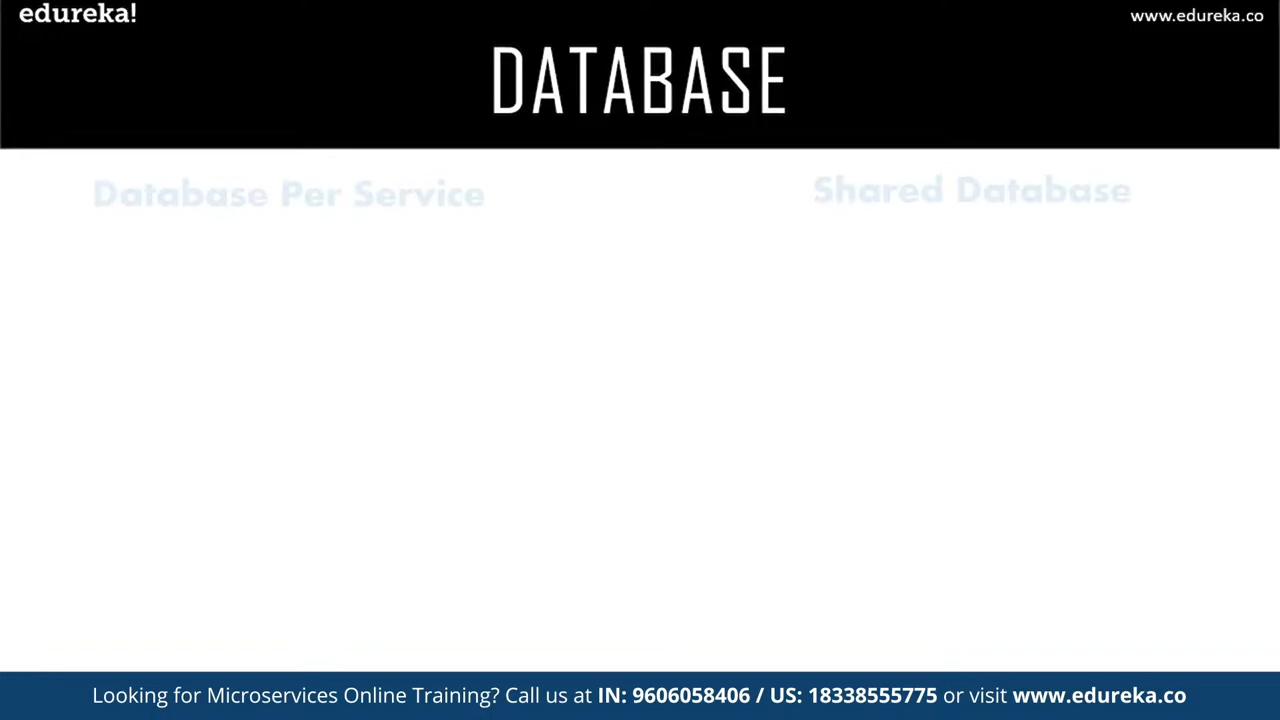 edureka!
www.edureka.co
DATABASE
Database Per Service
Shared Database
Looking for Microservices Online Training? Call us at IN: 9606058406 / US: 18338555775 or visit www.edureka.co